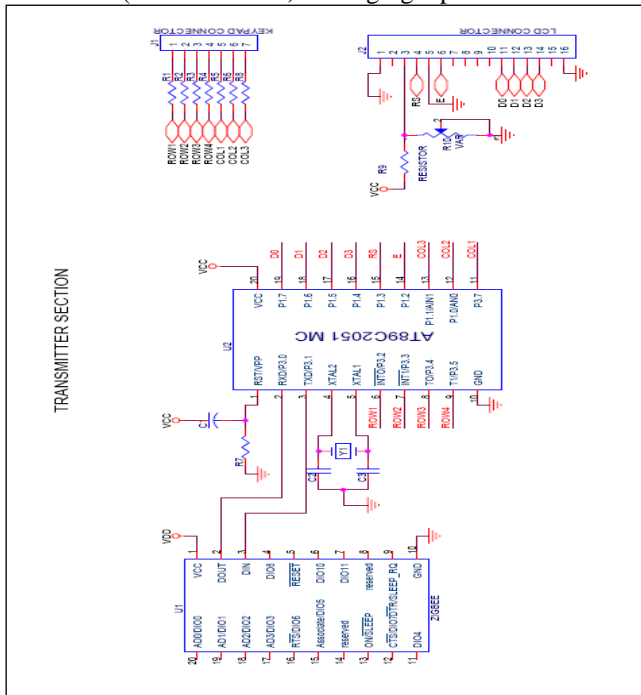 TRANSMITTER SECTION
J1
KEYPAD CONNECTOR
1 2 3 4 5 6 7
R1 R2 R3 R4 R5 R6 R8
ROW1 ROW2 ROW3 ROW4 COL1 COL2 COL3
J2
LCD CONNECTOR
1 2 3 4 5 6 7 8 9 10 11 12 13 14 15 16
RS E D0 D1 D2 D3
R9
RESISTOR
VCC
R10
VAR
2
VCC
D0 D1 D2 D3 RS E COL3 COL2 COL1
20 19 18 17 16 15 14 13 12 11
VCC P1.7 P1.6 P1.5 P1.4 P1.3 P1.2 P1.1/AIN1 P1.0/AN0 P3.7
U2
AT89C2051 MC
RST/VPP RXD/P3.0 TXD/P3.1 XTAL2 XTAL1 INTO/P3.2 INT1/P3.3 TO/P3.4 T1/P3.5 GND
1 2 3 4 5 6 7 8 9 10
ROW1 ROW2 ROW3 ROW4
VCC
R7
C2
Y1
C3
VDD
1 2 3 4 5 6 7 8 9 10
VCC DOUT DIN DIO8 RESET DIO10 DIO11 reserved DTR/SLEEP_RQ GND
U1
ZIGBEE
AD0/DIO0 AD1/DIO1 AD2/DIO2 AD3/DIO3 RTS/DIO6 Associate/DIO5 reserved ON/SLEEP CTS/DIO7 DIO4
20 19 18 17 16 15 14 13 12 11